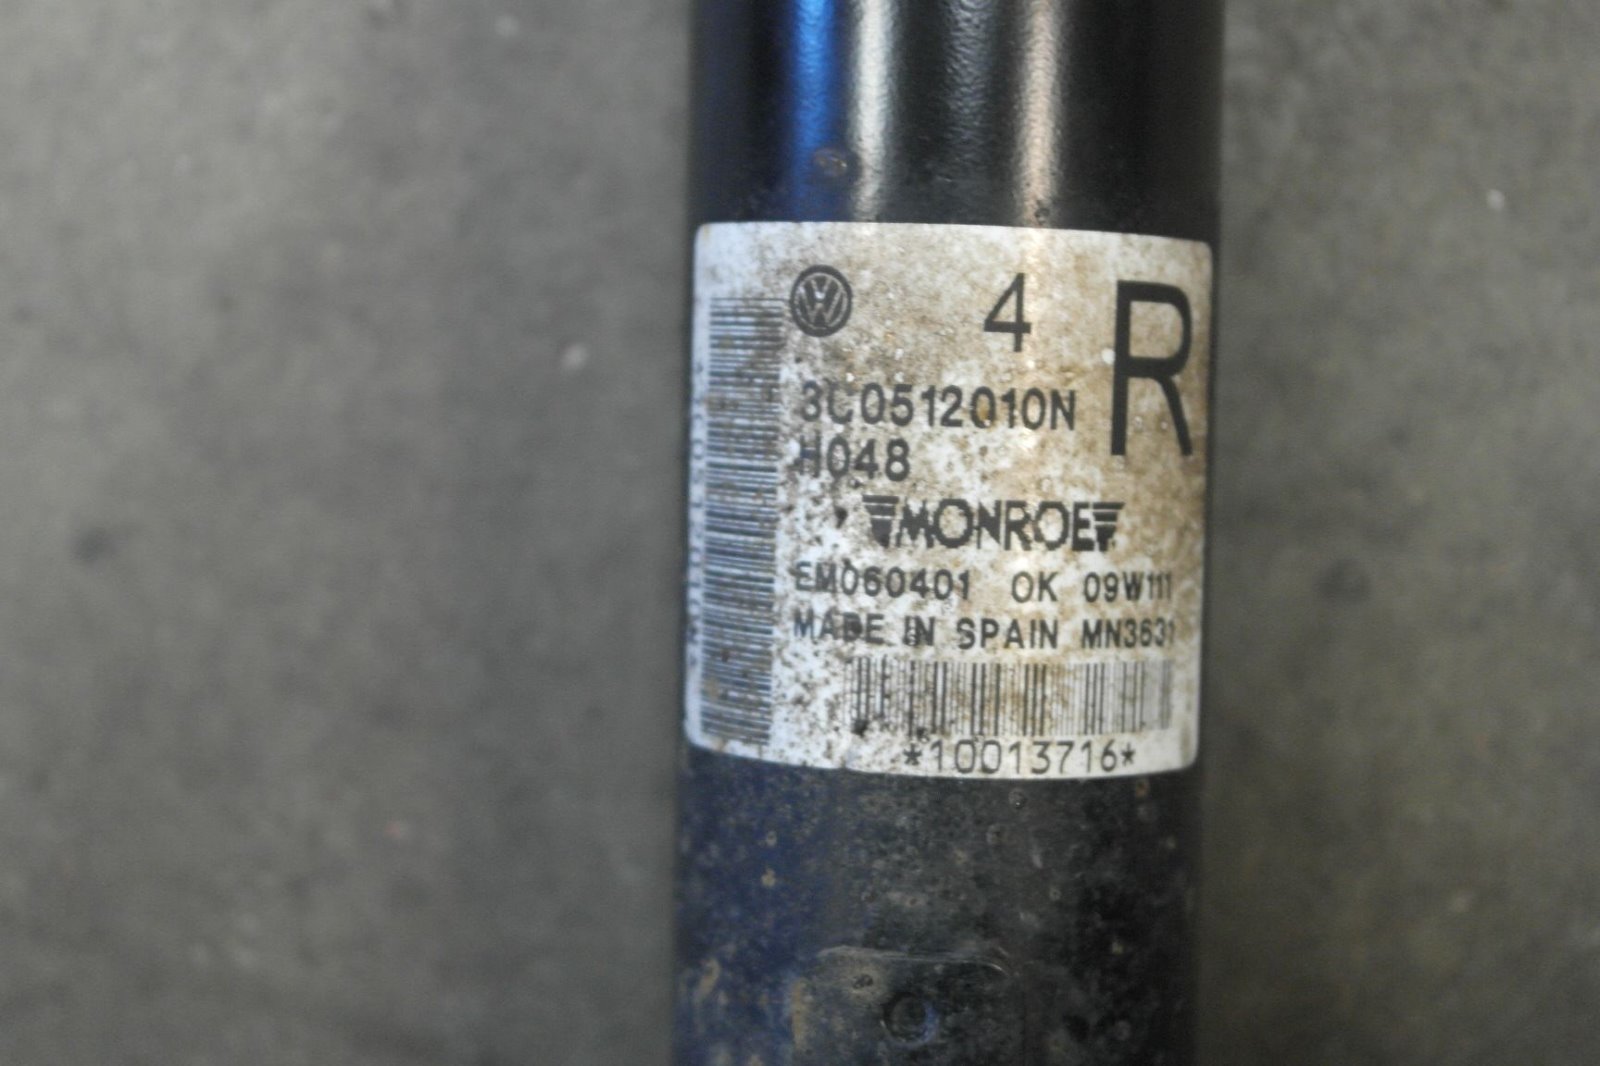 4 R
3C0512010N
H048
MONROE
EM060401 OK 09W111
MADE IN SPAIN MN3631
*10013716*